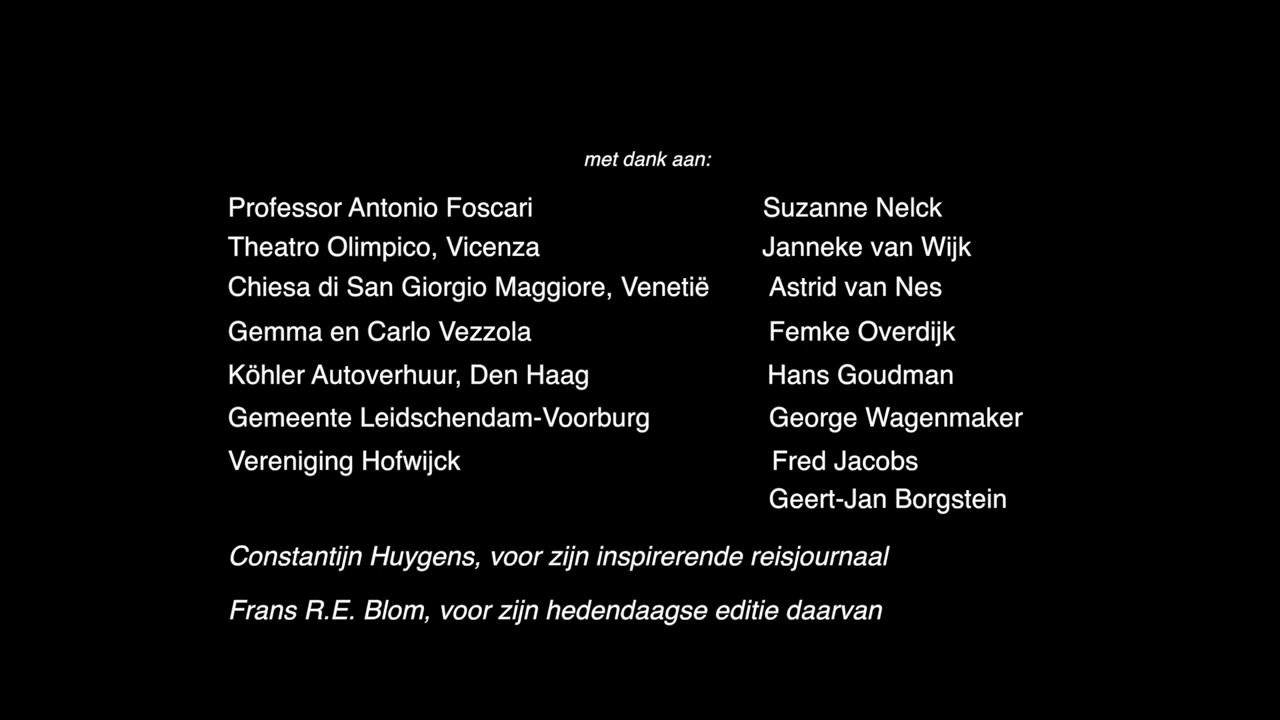 met dank aan:
Professor Antonio Foscari
Theatro Olimpico, Vicenza
Chiesa di San Giorgio Maggiore, Venetië
Gemma en Carlo Vezzola
Köhler Autoverhuur, Den Haag
Gemeente Leidschendam-Voorburg
Vereniging Hofwijck
Suzanne Nelck
Janneke van Wijk
Astrid van Nes
Femke Overdijk
Hans Goudman
George Wagenmaker
Fred Jacobs
Geert-Jan Borgstein
Constantijn Huygens, voor zijn inspirerende reisjournaal
Frans R.E. Blom, voor zijn hedendaagse editie daarvan